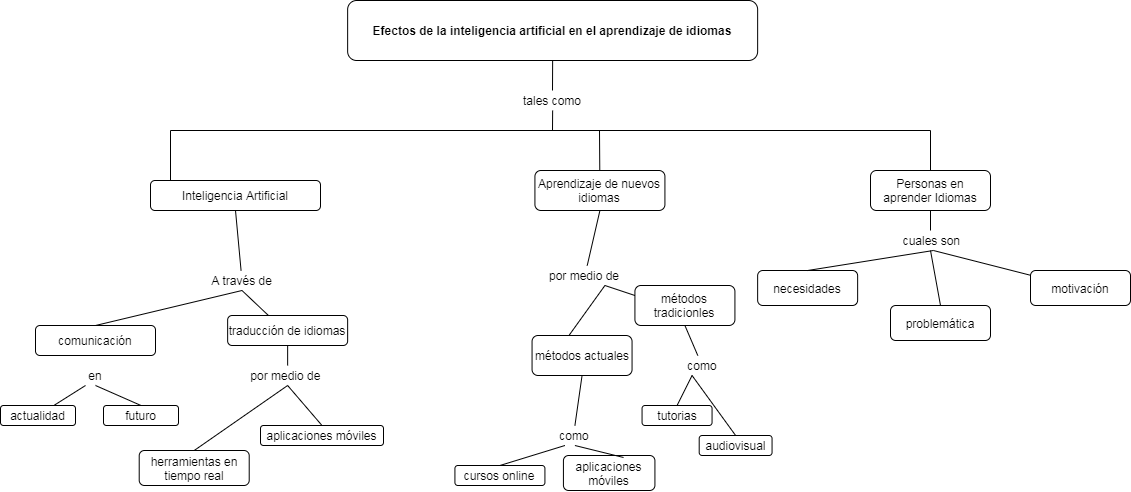 Efectos de la inteligencia artificial en el aprendizaje de idiomas
tales como
Inteligencia Artificial
Aprendizaje de nuevos
idiomas
Personas en
aprender Idiomas
A través de
por medio de
cuales son
comunicación
traducción de idiomas
métodos actuales
métodos
tradicionles
necesidades
problemática
motivación
en
por medio de
como
como
actualidad
futuro
herramientas en
tiempo real
aplicaciones móviles
cursos online
aplicaciones
móviles
tutorias
audiovisual